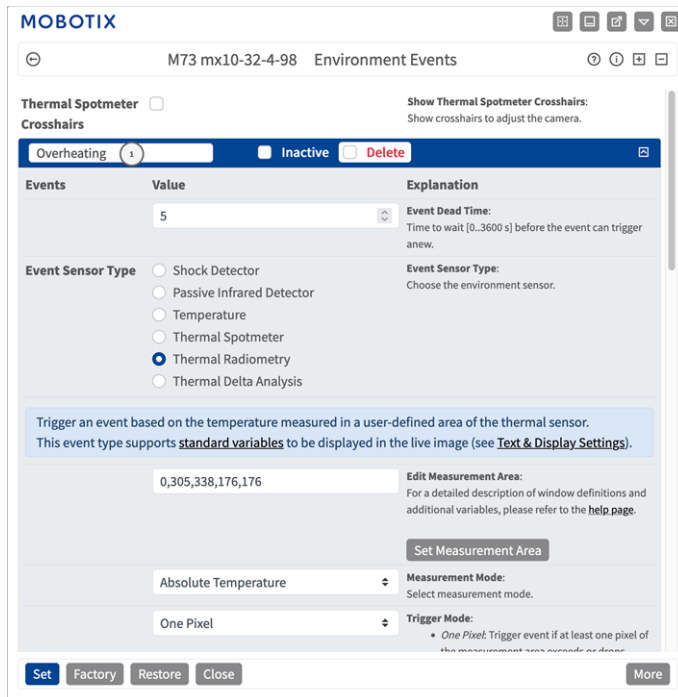 MOBOTIX
M73 mx10-32-4-98 Environment Events
Thermal Spotmeter
Crosshairs
Show Thermal Spotmeter Crosshairs:
Show crosshairs to adjust the camera.
Overheating 1 Inactive Delete
Events Value Explanation
5
Event Dead Time:
Time to wait [0..3600 s] before the event can trigger
anew.
Event Sensor Type
Shock Detector
Passive Infrared Detector
Temperature
Thermal Spotmeter
Thermal Radiometry
Thermal Delta Analysis
Event Sensor Type:
Choose the environment sensor.
Trigger an event based on the temperature measured in a user-defined area of the thermal sensor.
This event type supports standard variables to be displayed in the live image (see Text & Display Settings).
0,305,338,176,176
Edit Measurement Area:
For a detailed description of window definitions and
additional variables, please refer to the help page.
Set Measurement Area
Absolute Temperature
Measurement Mode:
Select measurement mode.
One Pixel
Trigger Mode:
• One Pixel: Trigger event if at least one pixel of
the measurement area exceeds or drops
Set Factory Restore Close More